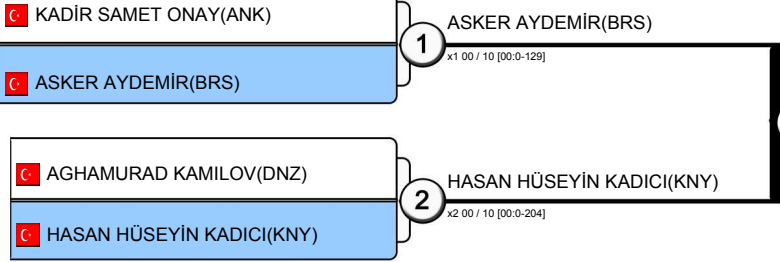 KADİR SAMET ONAY(ANK)
ASKER AYDEMİR(BRS)
1
ASKER AYDEMİR(BRS)
x1 00 / 10 [00:0-129]
AGHAMURAD KAMILOV(DNZ)
HASAN HÜSEYİN KADICI(KNY)
2
HASAN HÜSEYİN KADICI(KNY)
x2 00 / 10 [00:0-204]